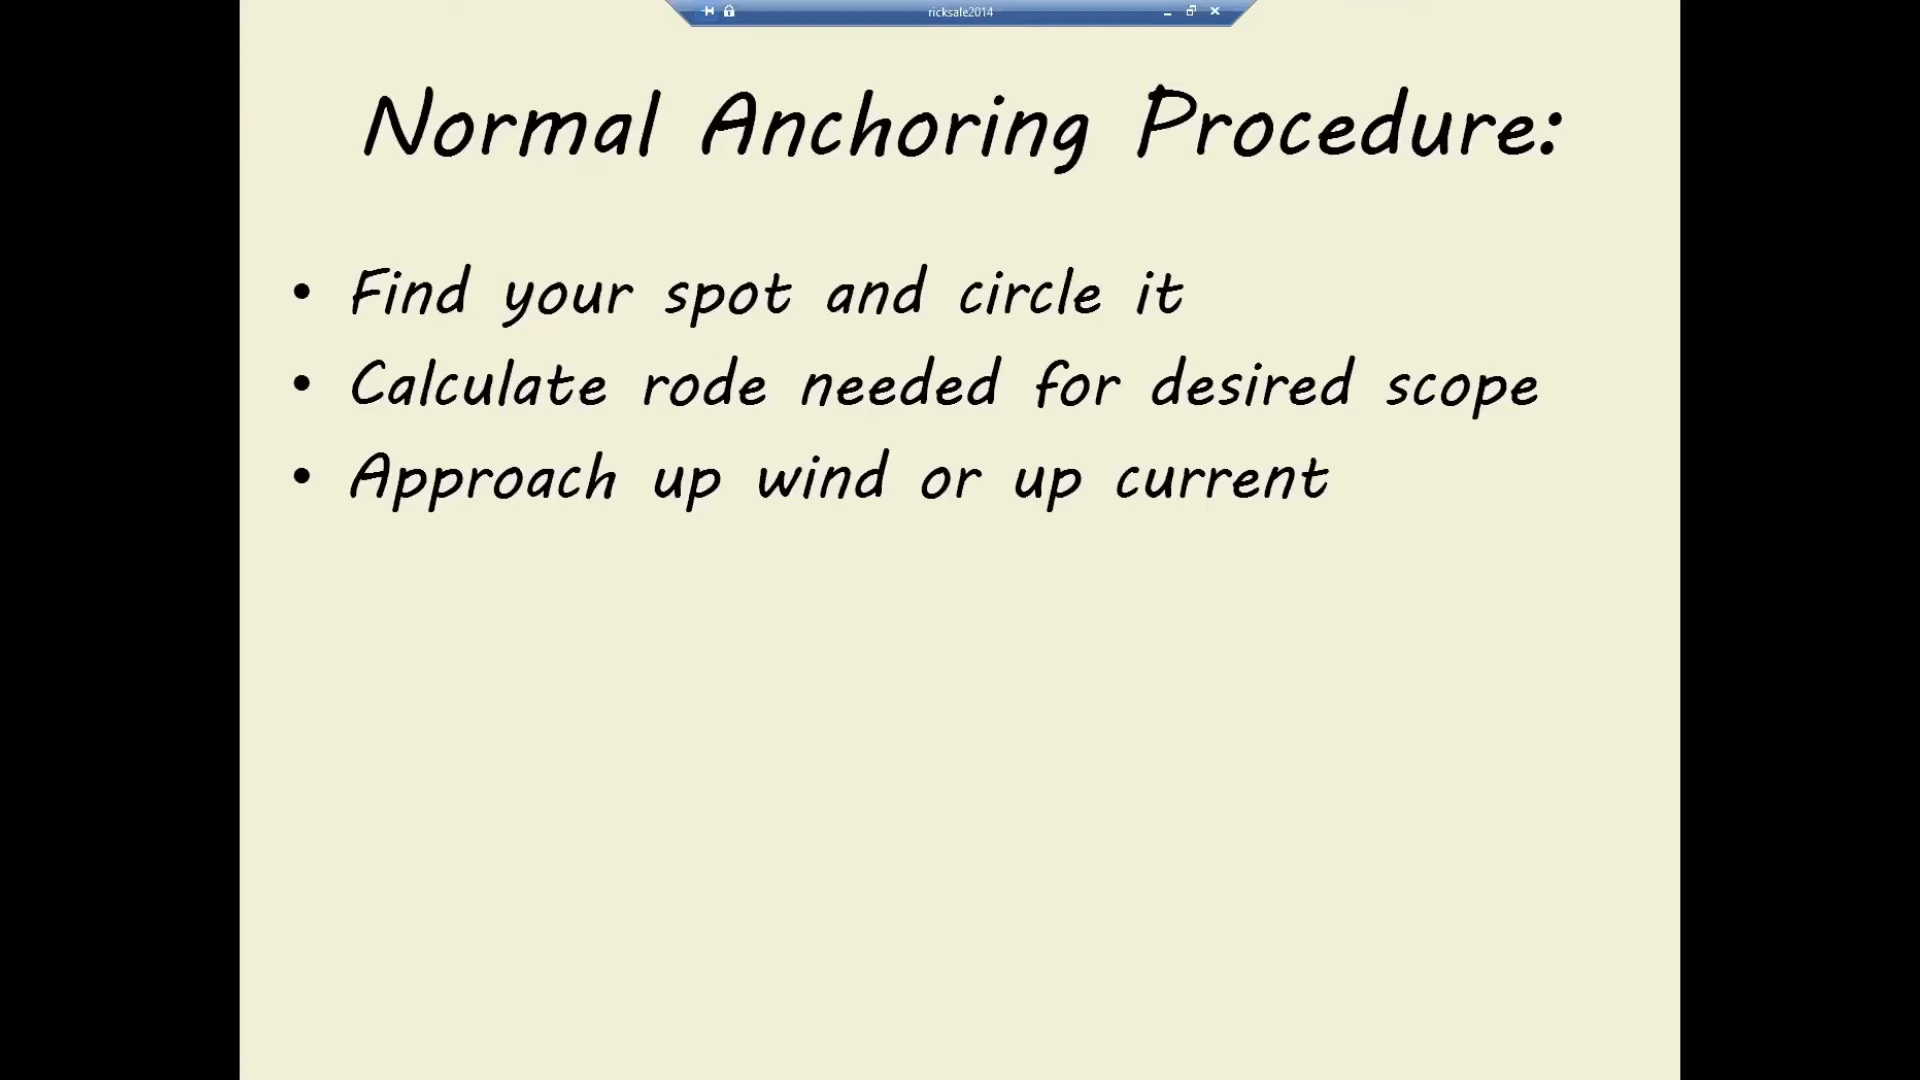 ricksale2014
Normal Anchoring Procedure:
• Find your spot and circle it
• Calculate rode needed for desired scope
• Approach up wind or up current